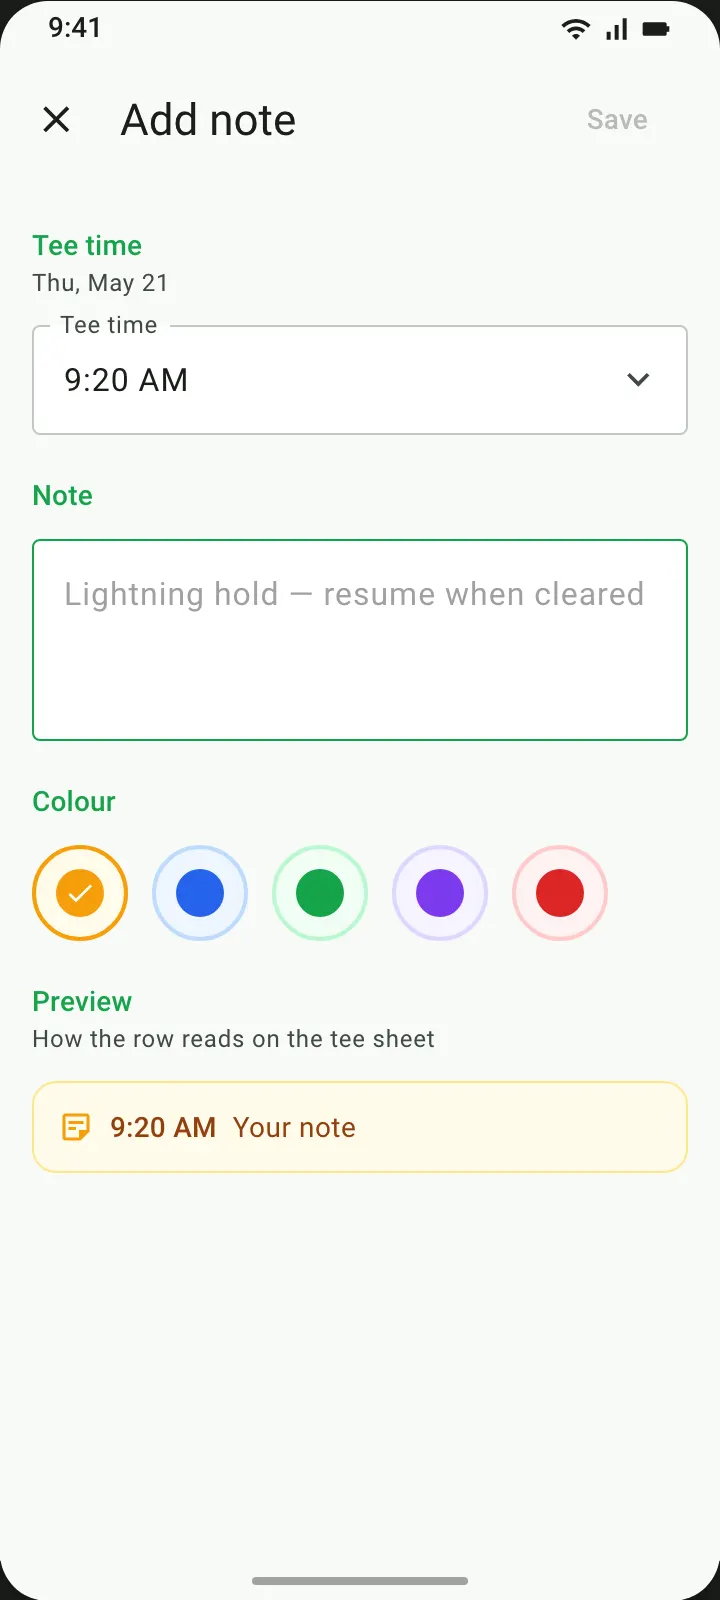 9:41
Add note
Save
Tee time
Thu, May 21
Tee time
9:20 AM
Note
Lightning hold — resume when cleared
Colour
Preview
How the row reads on the tee sheet
9:20 AM Your note